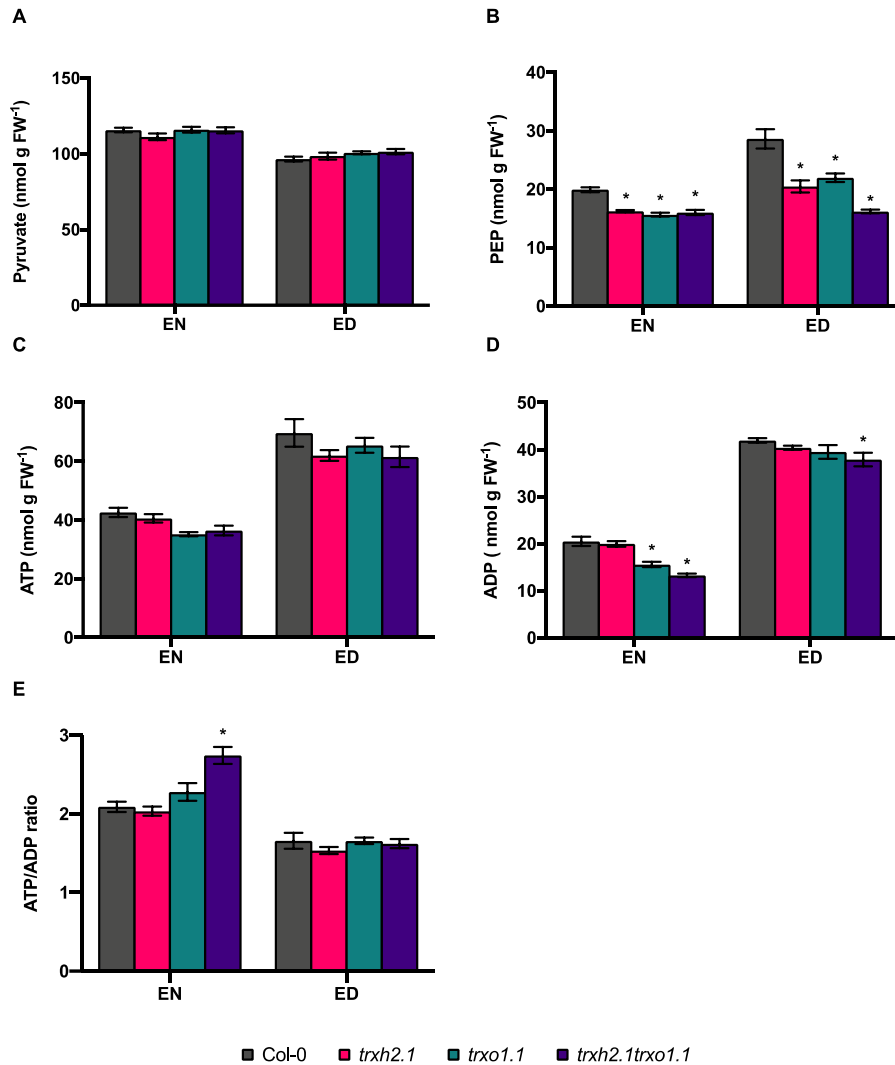 A
Pyruvate (nmol g FW⁻¹)
150
100
50
0
EN ED
B
PEP (nmol g FW⁻¹)
40
30
20
10
0
* * *
* * *
EN ED
C
ATP (nmol g FW⁻¹)
80
60
40
20
0
EN ED
D
ADP ( nmol g FW⁻¹)
50
40
30
20
10
0
* *
*
EN ED
E
ATP/ADP ratio
3
2
1
0
*
EN ED
Col-0 trxh2.1 trxo1.1 trxh2.1trxo1.1